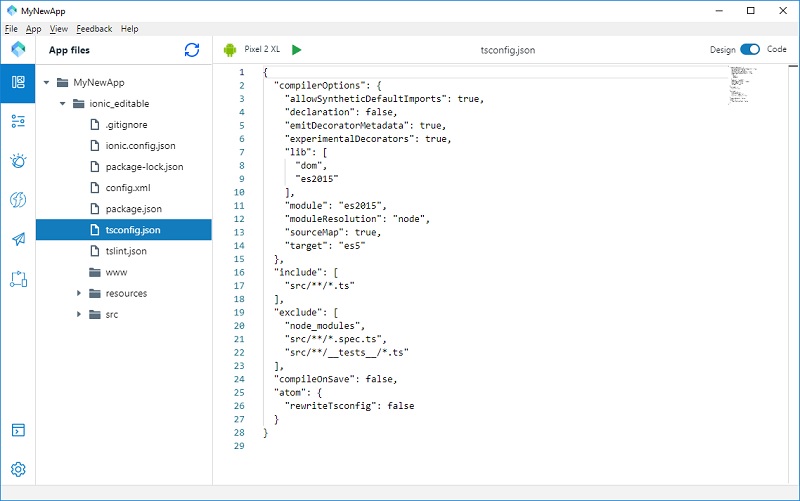 MyNewApp
File App View Feedback Help
App files
Pixel 2 XL
tsconfig.json
Design
Code
MyNewApp
ionic_editable
.gitignore
ionic.config.json
package-lock.json
config.xml
package.json
tsconfig.json
tslint.json
www
resources
src
1 {
2 "compilerOptions": {
3 "allowSyntheticDefaultImports": true,
4 "declaration": false,
5 "emitDecoratorMetadata": true,
6 "experimentalDecorators": true,
7 "lib": [
8 "dom",
9 "es2015"
10 ],
11 "module": "es2015",
12 "moduleResolution": "node",
13 "sourceMap": true,
14 "target": "es5"
15 },
16 "include": [
17 "src/**/*.ts"
18 ],
19 "exclude": [
20 "node_modules",
21 "src/**/*.spec.ts",
22 "src/**/__tests__/*.ts"
23 ],
24 "compileOnSave": false,
25 "atom": {
26 "rewriteTsconfig": false
27 }
28 }
29